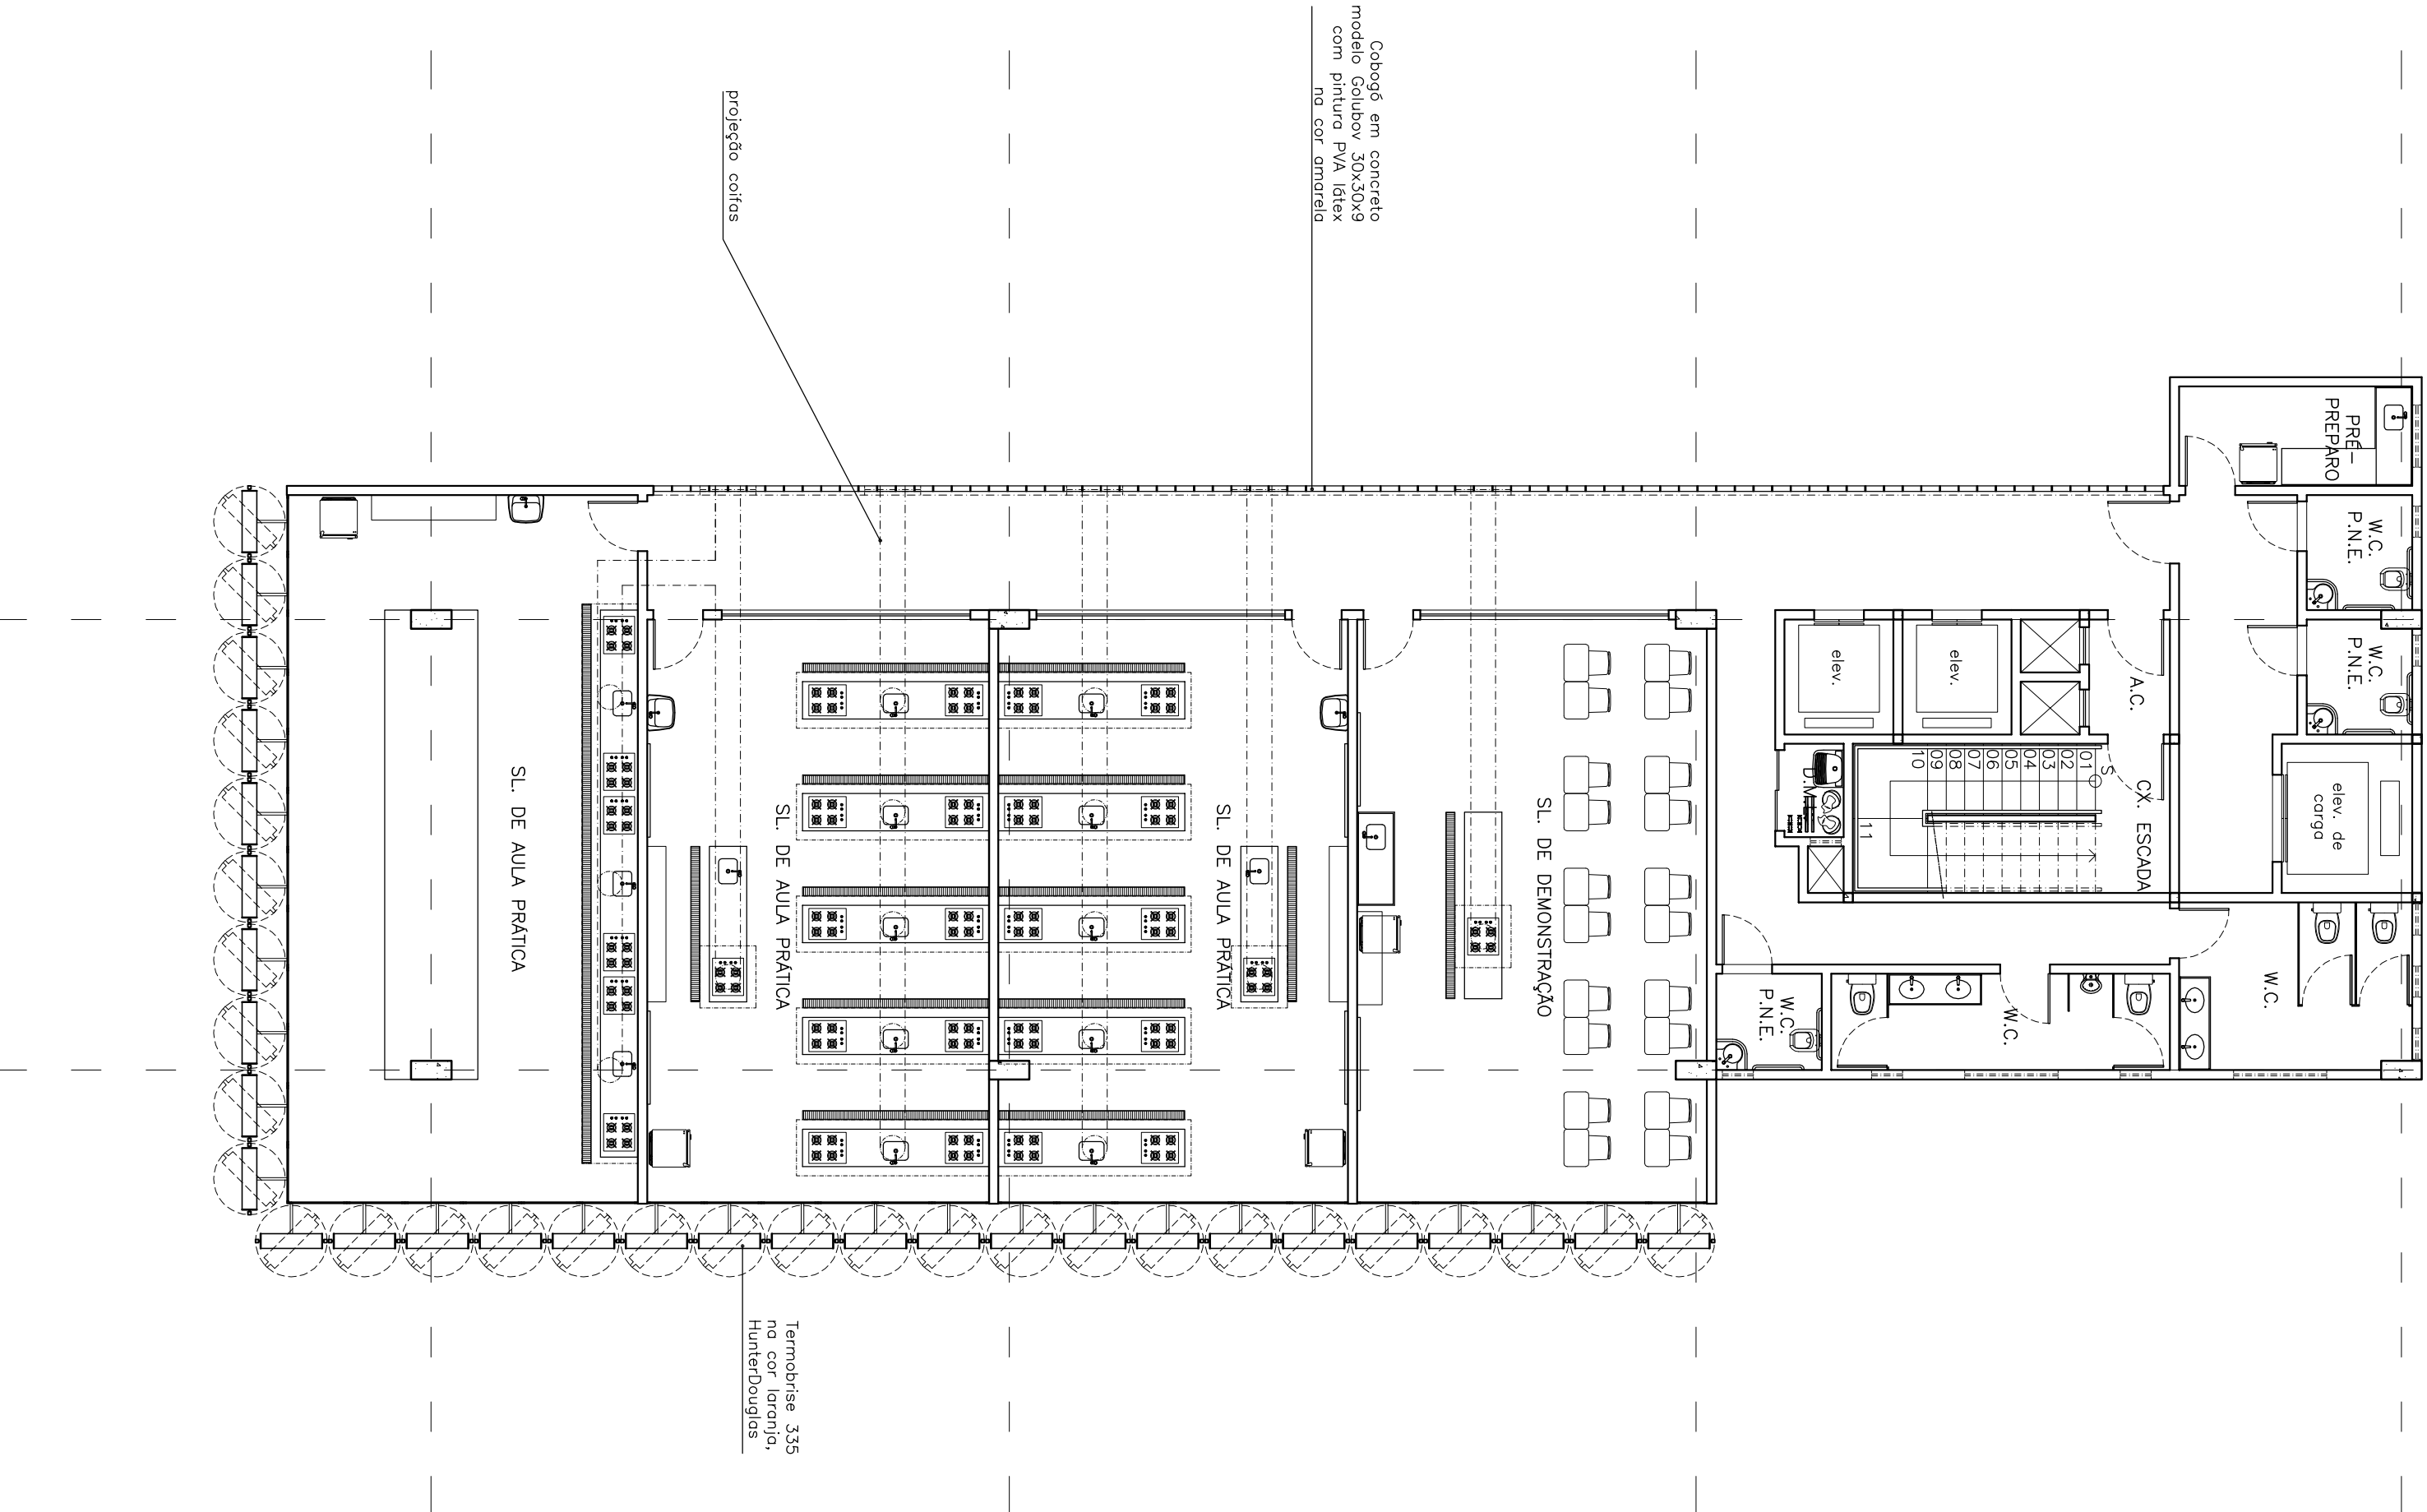 Cobogó em concreto
modelo Golubov 30x30x9
com pintura PVA látex
na cor amarela
projeção coifas
PRÉ-
PREPARO
W.C.
P.N.E.
W.C.
P.N.E.
elev.
elev.
A.C.
elev. de
carga
CX. ESCADA
S
01
02
03
04
05
06
07
08
09
10
11
SL. DE AULA PRÁTICA
SL. DE AULA PRÁTICA
SL. DE AULA PRÁTICA
SL. DE DEMONSTRAÇÃO
W.C.
P.N.E.
W.C.
W.C.
Termobrise 335
na cor laranja,
HunterDouglas